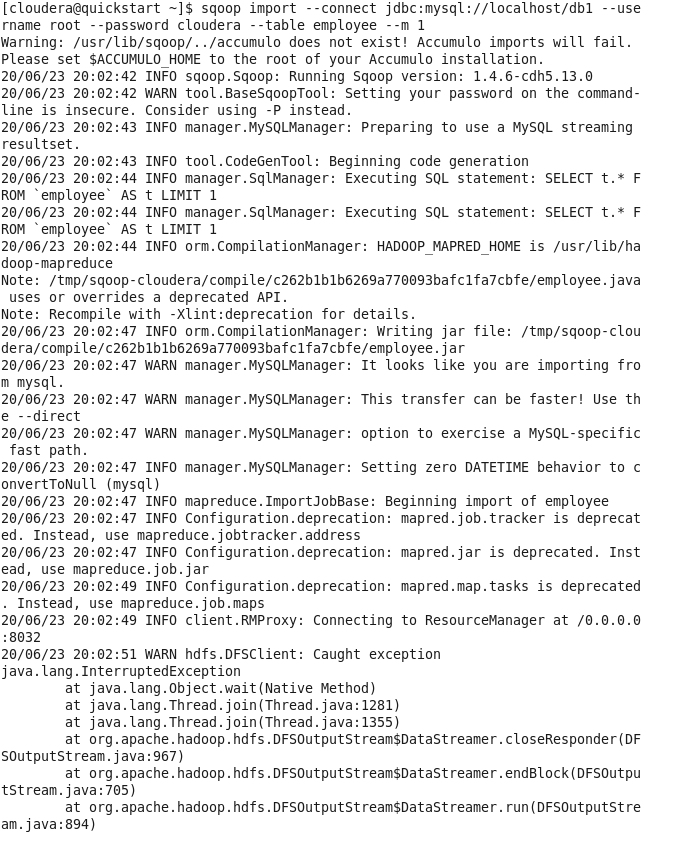 [cloudera@quickstart ~]$ sqoop import --connect jdbc:mysql://localhost/db1 --use
rname root --password cloudera --table employee --m 1
Warning: /usr/lib/sqoop/../accumulo does not exist! Accumulo imports will fail.
Please set $ACCUMULO_HOME to the root of your Accumulo installation.
20/06/23 20:02:42 INFO sqoop.Sqoop: Running Sqoop version: 1.4.6-cdh5.13.0
20/06/23 20:02:42 WARN tool.BaseSqoopTool: Setting your password on the command-
line is insecure. Consider using -P instead.
20/06/23 20:02:43 INFO manager.MySQLManager: Preparing to use a MySQL streaming
resultset.
20/06/23 20:02:43 INFO tool.CodeGenTool: Beginning code generation
20/06/23 20:02:44 INFO manager.SqlManager: Executing SQL statement: SELECT t.* F
ROM `employee` AS t LIMIT 1
20/06/23 20:02:44 INFO manager.SqlManager: Executing SQL statement: SELECT t.* F
ROM `employee` AS t LIMIT 1
20/06/23 20:02:44 INFO orm.CompilationManager: HADOOP_MAPRED_HOME is /usr/lib/ha
doop-mapreduce
Note: /tmp/sqoop-cloudera/compile/c262b1b1b6269a770093bafc1fa7cbfe/employee.java
 uses or overrides a deprecated API.
Note: Recompile with -Xlint:deprecation for details.
20/06/23 20:02:47 INFO orm.CompilationManager: Writing jar file: /tmp/sqoop-clou
dera/compile/c262b1b1b6269a770093bafc1fa7cbfe/employee.jar
20/06/23 20:02:47 WARN manager.MySQLManager: It looks like you are importing fro
m mysql.
20/06/23 20:02:47 WARN manager.MySQLManager: This transfer can be faster! Use th
e --direct
20/06/23 20:02:47 WARN manager.MySQLManager: option to exercise a MySQL-specific
 fast path.
20/06/23 20:02:47 INFO manager.MySQLManager: Setting zero DATETIME behavior to c
onvertToNull (mysql)
20/06/23 20:02:47 INFO mapreduce.ImportJobBase: Beginning import of employee
20/06/23 20:02:47 INFO Configuration.deprecation: mapred.job.tracker is deprecat
ed. Instead, use mapreduce.jobtracker.address
20/06/23 20:02:47 INFO Configuration.deprecation: mapred.jar is deprecated. Inst
ead, use mapreduce.job.jar
20/06/23 20:02:49 INFO Configuration.deprecation: mapred.map.tasks is deprecated
. Instead, use mapreduce.job.maps
20/06/23 20:02:49 INFO client.RMProxy: Connecting to ResourceManager at /0.0.0.0
:8032
20/06/23 20:02:51 WARN hdfs.DFSClient: Caught exception
java.lang.InterruptedException
        at java.lang.Object.wait(Native Method)
        at java.lang.Thread.join(Thread.java:1281)
        at java.lang.Thread.join(Thread.java:1355)
        at org.apache.hadoop.hdfs.DFSOutputStream$DataStreamer.closeResponder(DF
SOutputStream.java:967)
        at org.apache.hadoop.hdfs.DFSOutputStream$DataStreamer.endBlock(DFSOutpu
tStream.java:705)
        at org.apache.hadoop.hdfs.DFSOutputStream$DataStreamer.run(DFSOutputStre
am.java:894)